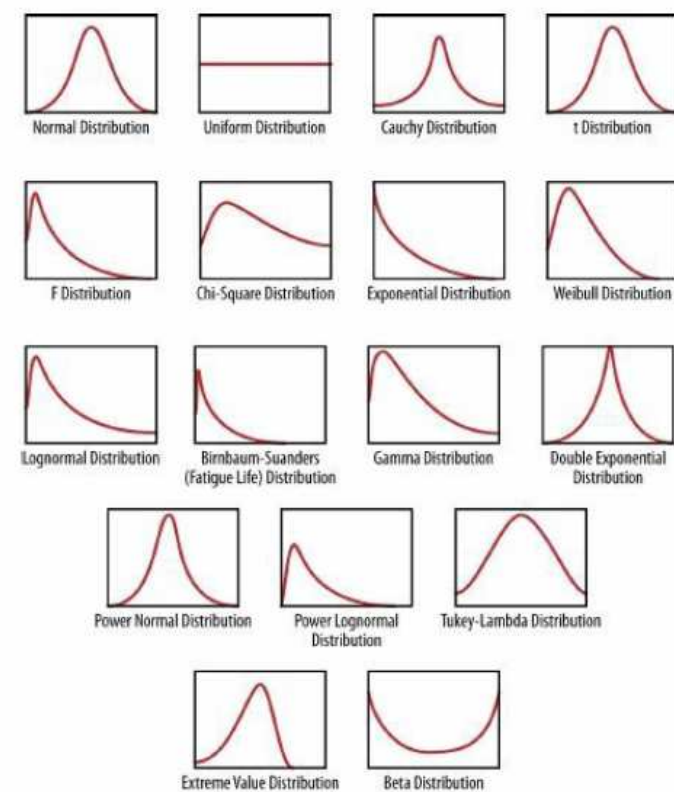 Normal Distribution
Uniform Distribution
Cauchy Distribution
t Distribution
F Distribution
Chi-Square Distribution
Exponential Distribution
Weibull Distribution
Lognormal Distribution
Birnbaum-Suanders
(Fatigue Life) Distribution
Gamma Distribution
Double Exponential
Distribution
Power Normal Distribution
Power Lognormal
Distribution
Tukey-Lambda Distribution
Extreme Value Distribution
Beta Distribution